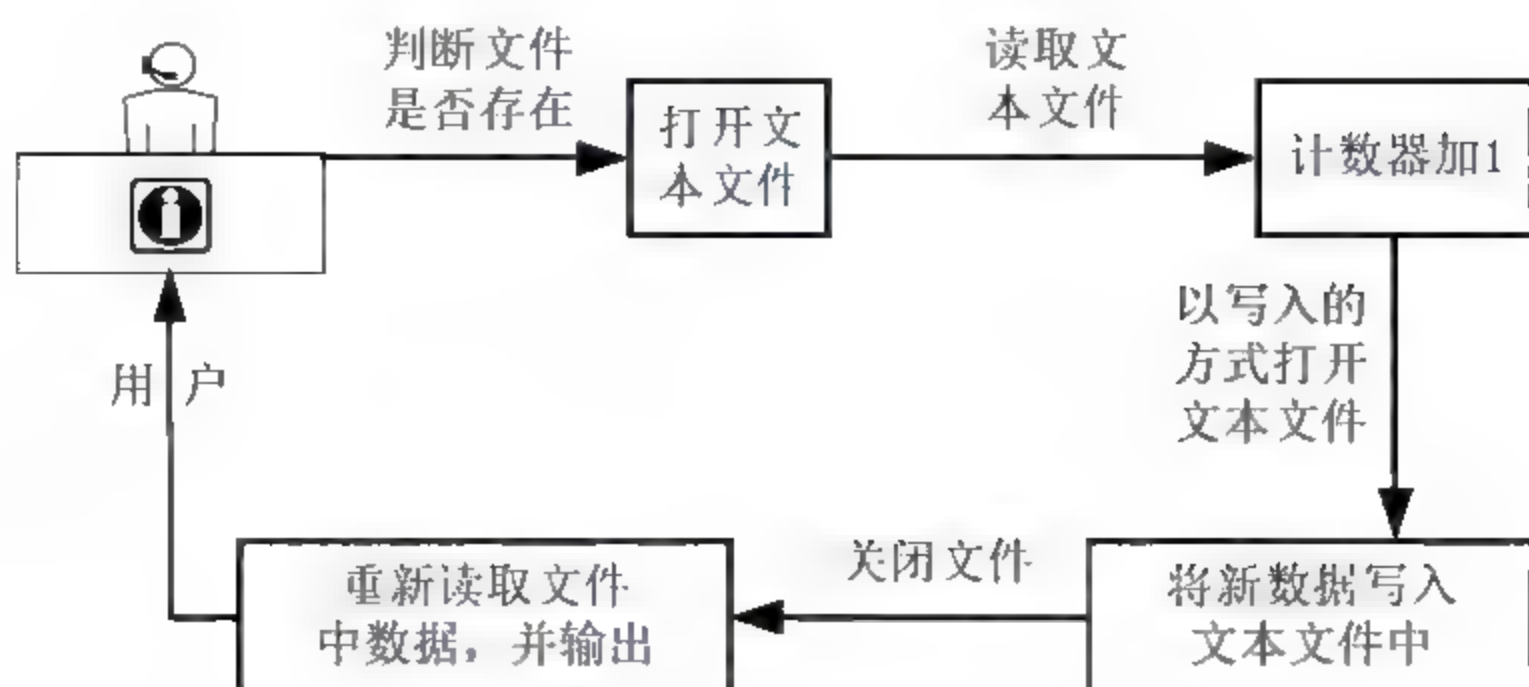 判断文件
是否存在
打开文
本文件
读取文
本文件
计数器加1
以写入的
方式打开
文本文件
将新数据写入
文本文件中
关闭文件
重新读取文件
中数据，并输出
用户